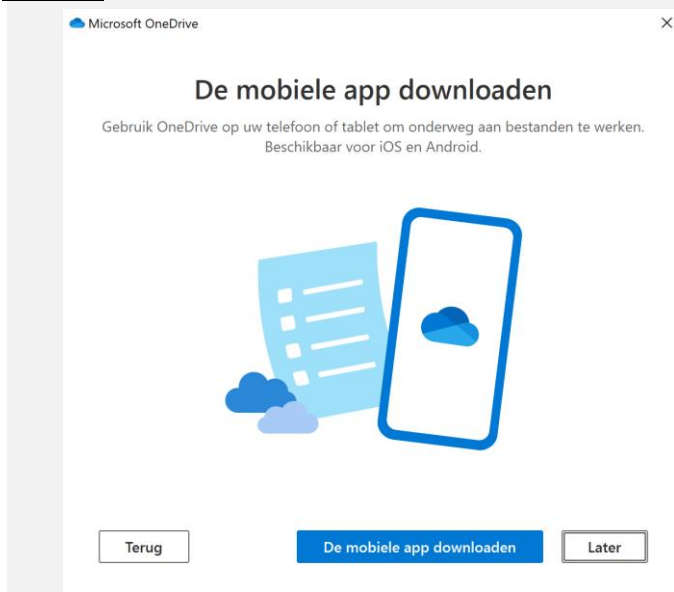 Microsoft OneDrive
De mobiele app downloaden
Gebruik OneDrive op uw telefoon of tablet om onderweg aan bestanden te werken.
Beschikbaar voor iOS en Android.
Terug
De mobiele app downloaden
Later